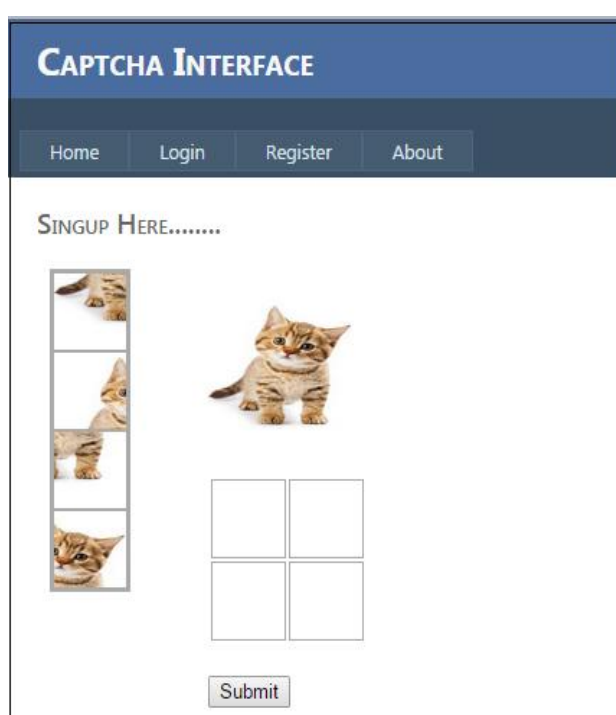 CAPTCHA INTERFACE
Home Login Register About
SINGUP HERE........
Submit